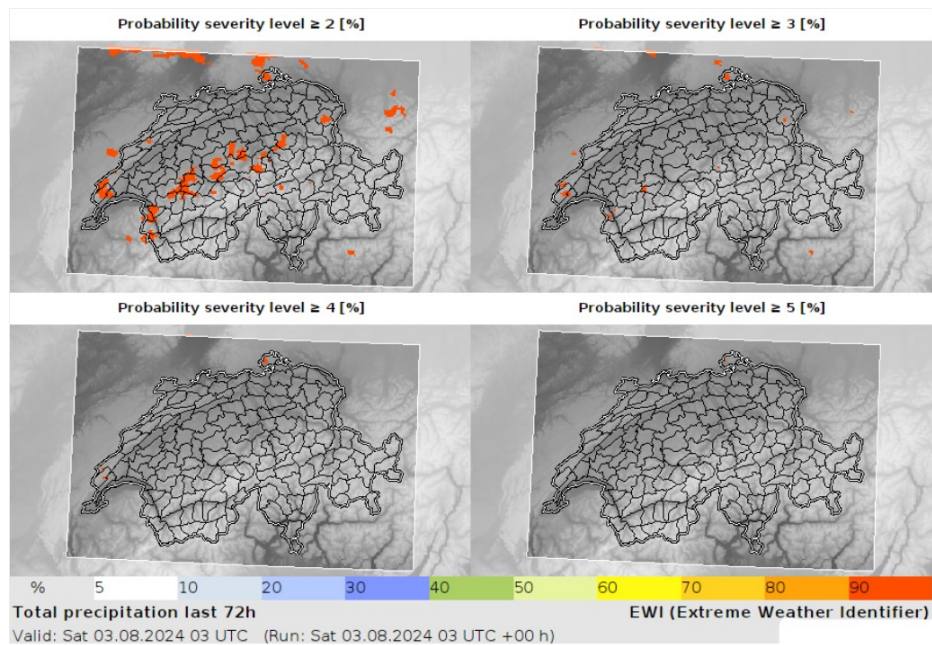 Probability severity level ≥ 2 [%]
Probability severity level ≥ 3 [%]
Probability severity level ≥ 4 [%]
Probability severity level ≥ 5 [%]
% 5 10 20 30 40 50 60 70 80 90
Total precipitation last 72h EWI (Extreme Weather Identifier)
Valid: Sat 03.08.2024 03 UTC (Run: Sat 03.08.2024 03 UTC +00 h)